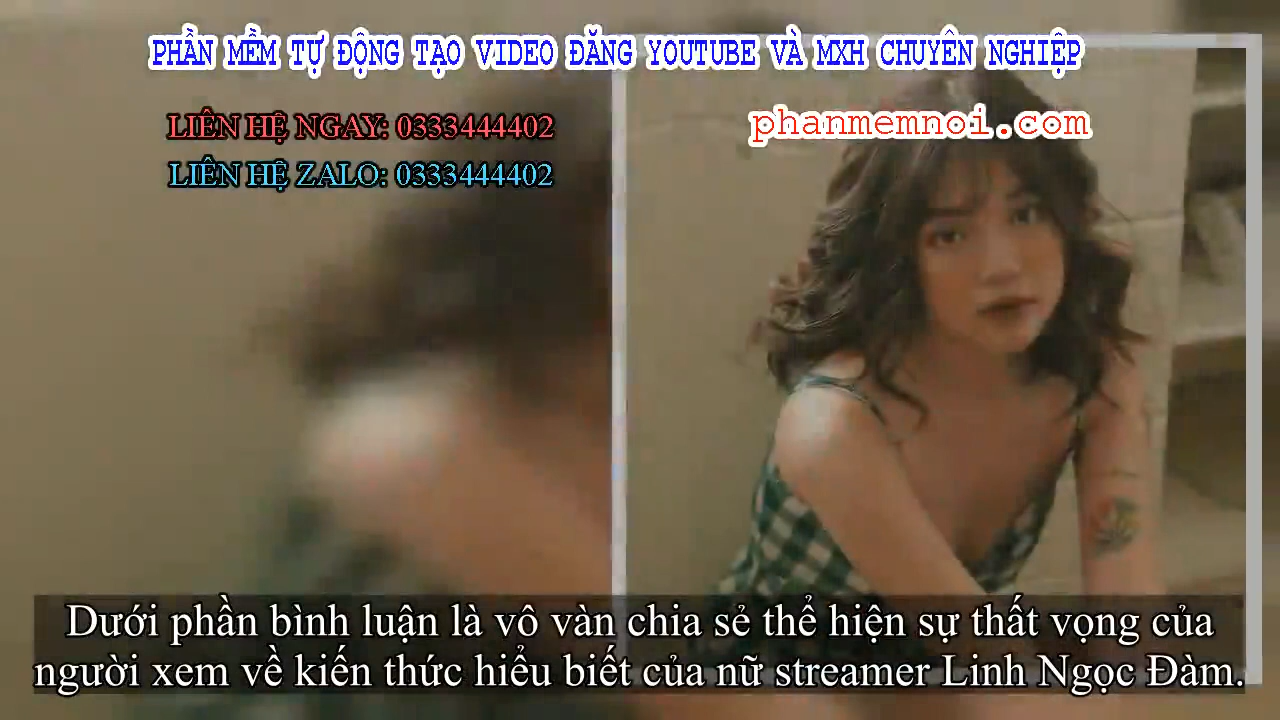 PHẦN MỀM TỰ ĐỘNG TẠO VIDEO ĐĂNG YOUTUBE VÀ MXH CHUYÊN NGHIỆP
LIÊN HỆ NGAY: 0333444402
phanmemnoi.com
LIÊN HỆ ZALO: 0333444402
Dưới phần bình luận là vô vàn chia sẻ thể hiện sự thất vọng của
người xem về kiến thức hiểu biết của nữ streamer Linh Ngọc Đàm.